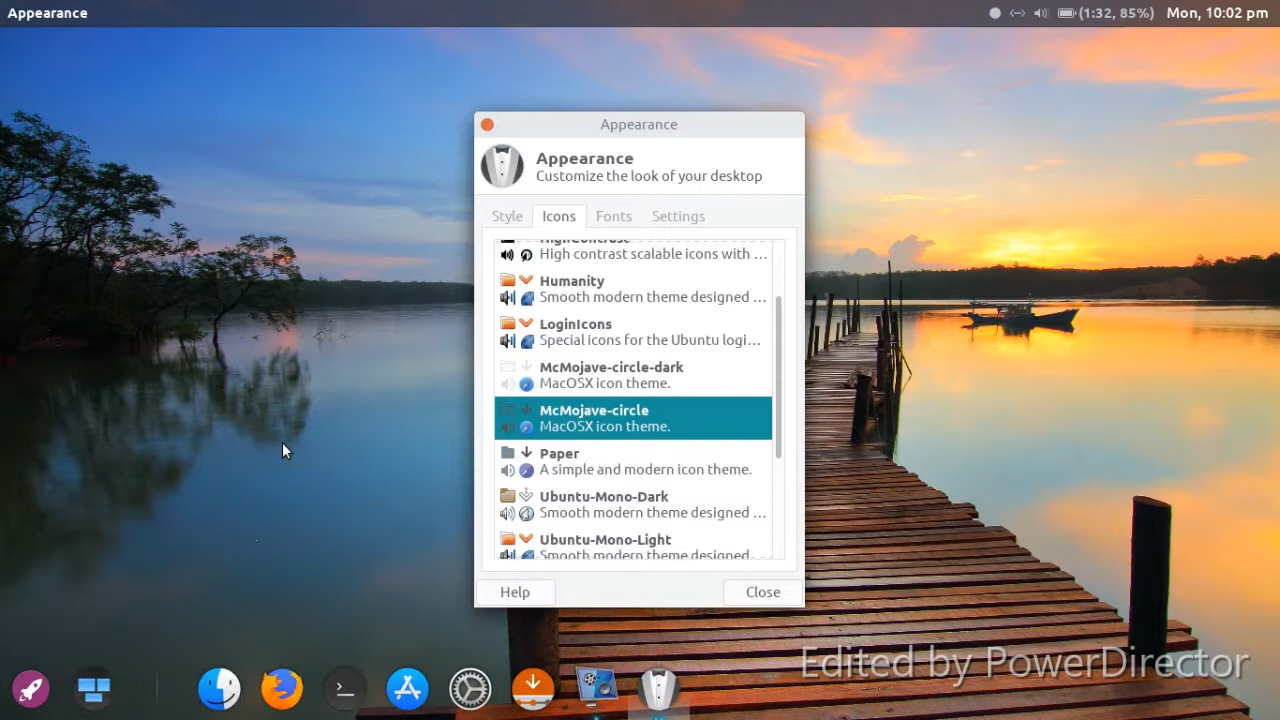 Appearance
(1:32, 85%) Mon, 10:02 pm
Appearance
Appearance
Customize the look of your desktop
Style Icons Fonts Settings
HighContrast
High contrast scalable icons with ...
Humanity
Smooth modern theme designed ...
LoginIcons
Special icons for the Ubuntu logi...
McMojave-circle-dark
MacOSX icon theme.
McMojave-circle
MacOSX icon theme.
Paper
A simple and modern icon theme.
Ubuntu-Mono-Dark
Smooth modern theme designed ...
Ubuntu-Mono-Light
Smooth modern theme designed ...
Help Close
Edited by PowerDirector